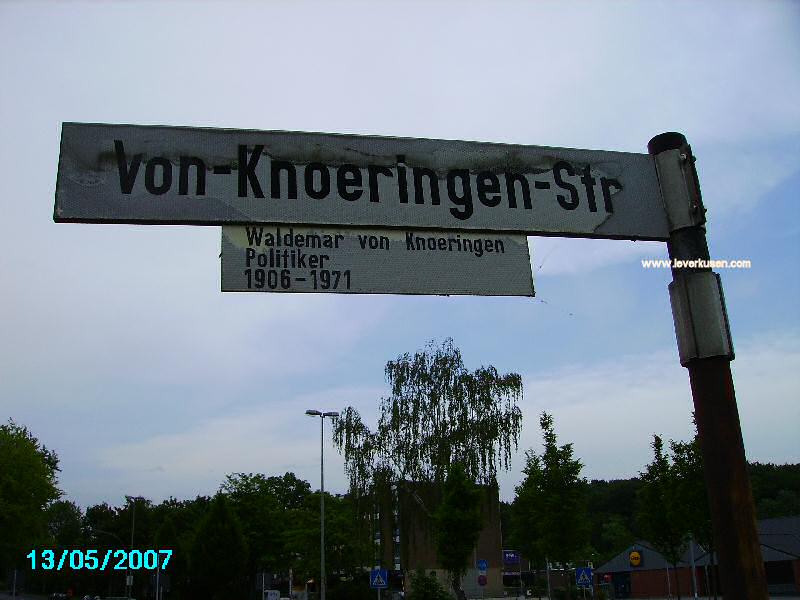 Von-Knoeringen-Str
Waldemar von Knoeringen
Politiker
1906-1971
www.leverkusen.com
13/05/2007